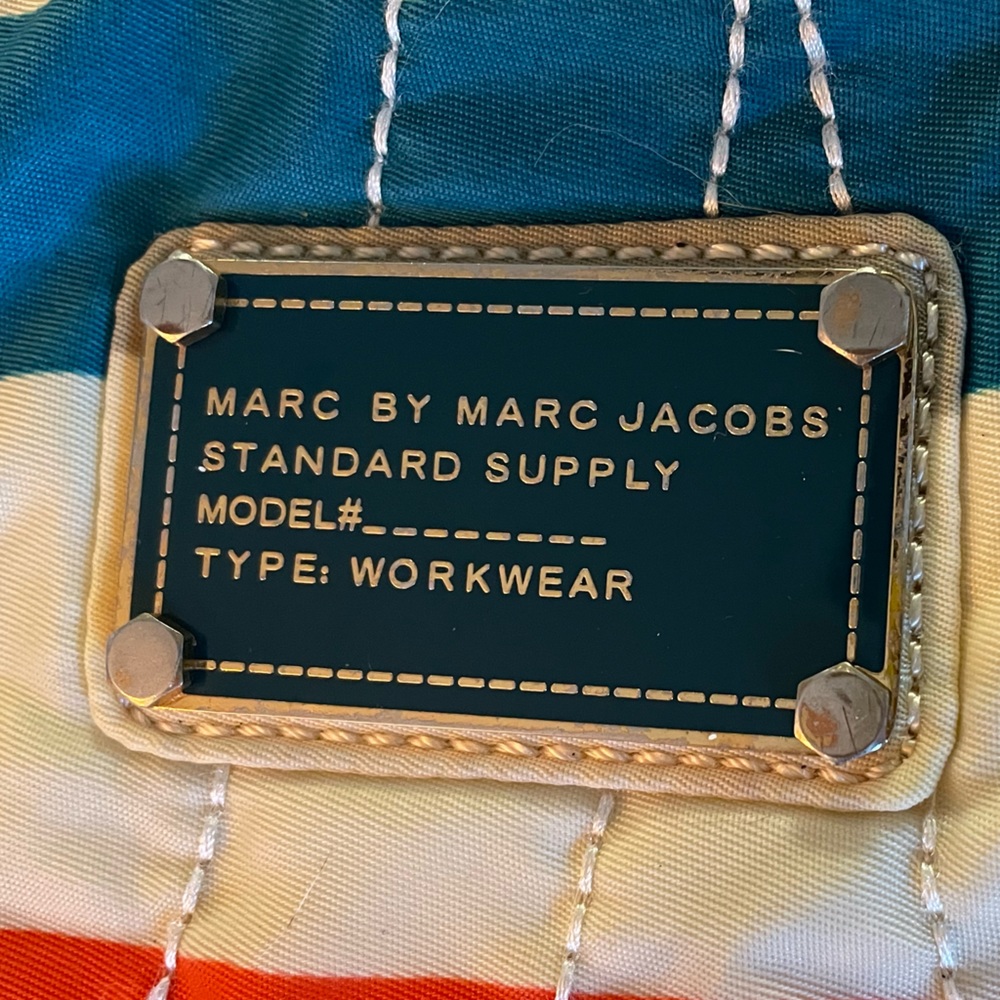 MARC BY MARC JACOBS
STANDARD SUPPLY
MODEL#________
TYPE: WORKWEAR